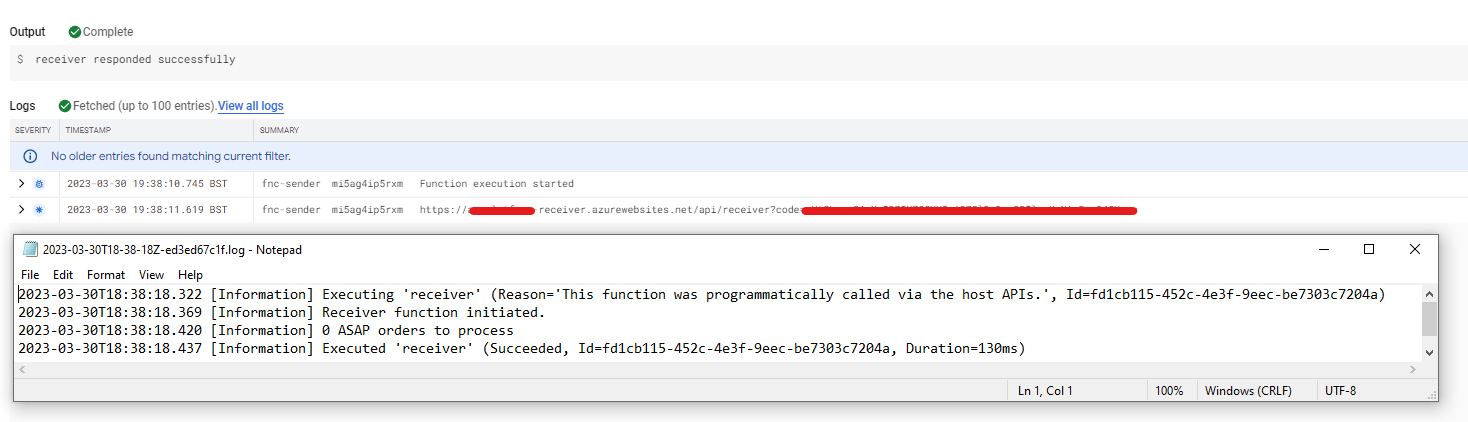 Output Complete
$ receiver responded successfully
Logs Fetched (up to 100 entries). View all logs
SEVERITY TIMESTAMP SUMMARY
No older entries found matching current filter.
2023-03-30 19:38:10.745 BST fnc-sender mi5ag4ip5rxm Function execution started
2023-03-30 19:38:11.619 BST fnc-sender mi5ag4ip5rxm https:// receiver.azurewebsites.net/api/receiver?code
2023-03-30T18-38-18Z-ed3ed67c1f.log - Notepad
File Edit Format View Help
2023-03-30T18:38:18.322 [Information] Executing 'receiver' (Reason='This function was programmatically called via the host APIs.', Id=fd1cb115-452c-4e3f-9eec-be7303c7204a)
2023-03-30T18:38:18.369 [Information] Receiver function initiated.
2023-03-30T18:38:18.420 [Information] 0 ASAP orders to process
2023-03-30T18:38:18.437 [Information] Executed 'receiver' (Succeeded, Id=fd1cb115-452c-4e3f-9eec-be7303c7204a, Duration=130ms)
Ln 1, Col 1 100% Windows (CRLF) UTF-8